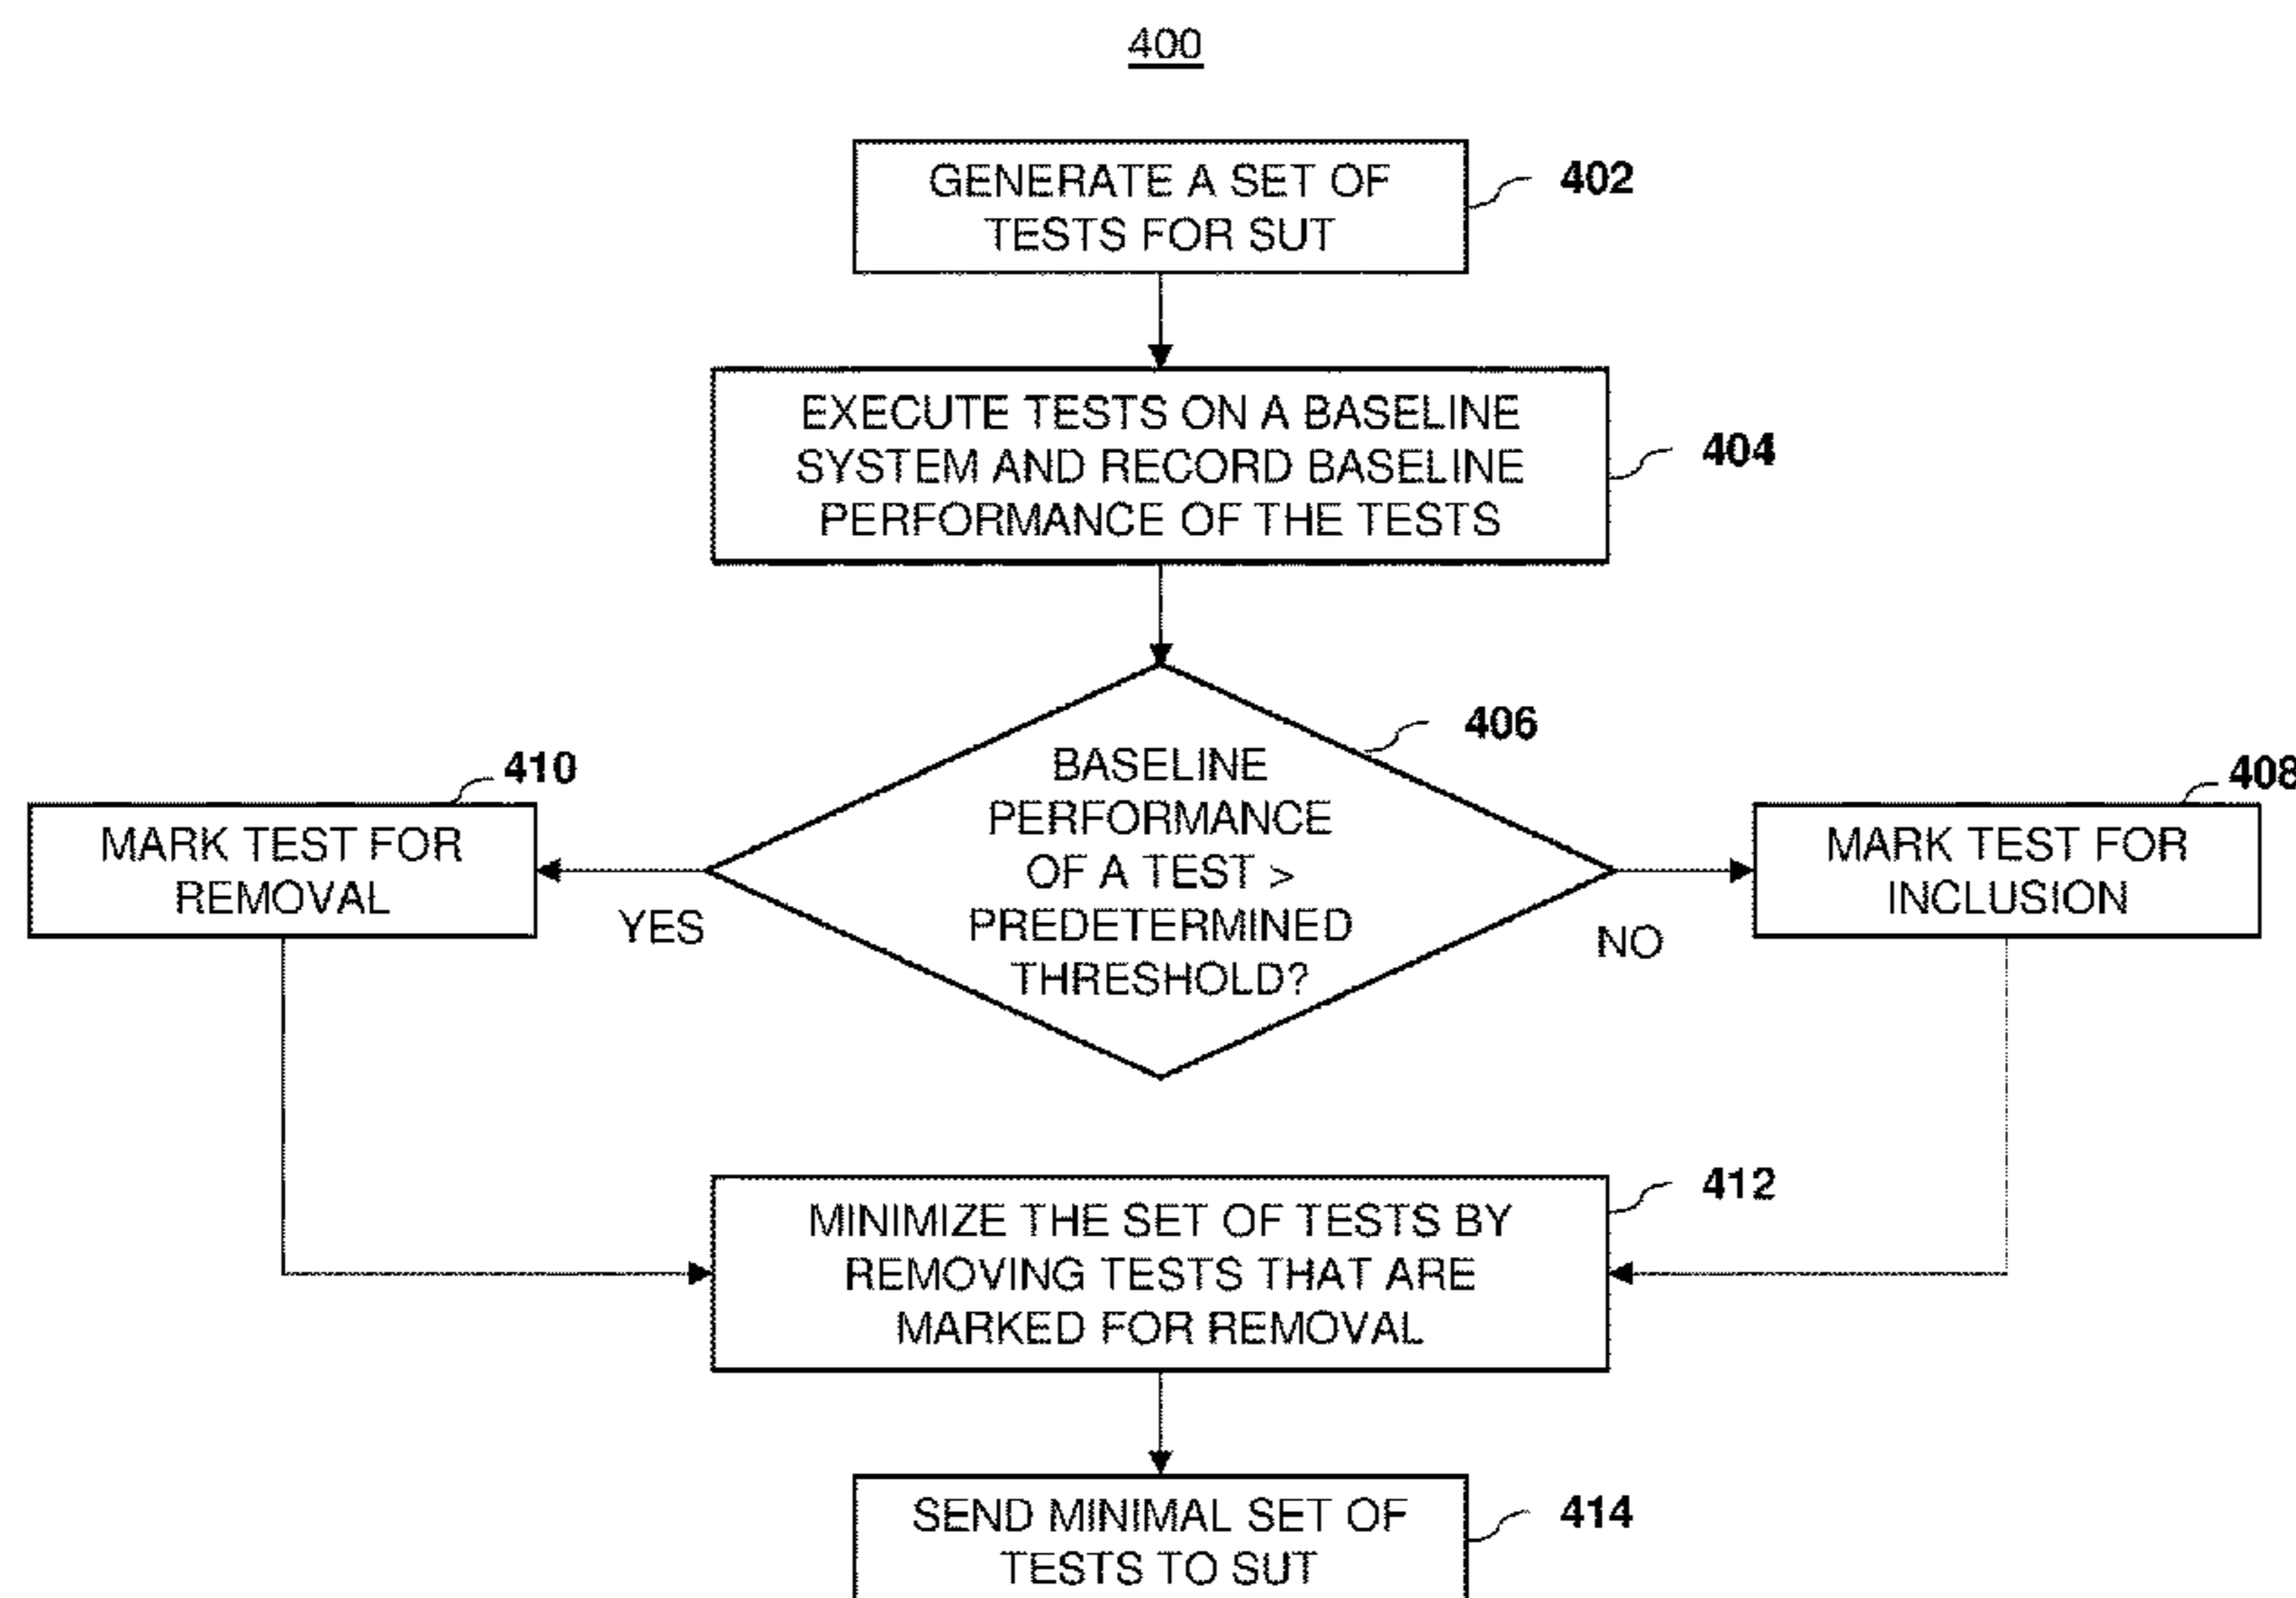 400
GENERATE A SET OF
TESTS FOR SUT
402
EXECUTE TESTS ON A BASELINE
SYSTEM AND RECORD BASELINE
PERFORMANCE OF THE TESTS
404
BASELINE
PERFORMANCE
OF A TEST >
PREDETERMINED
THRESHOLD?
406
410
MARK TEST FOR
REMOVAL
YES
408
MARK TEST FOR
INCLUSION
NO
MINIMIZE THE SET OF TESTS BY
REMOVING TESTS THAT ARE
MARKED FOR REMOVAL
412
SEND MINIMAL SET OF
TESTS TO SUT
414